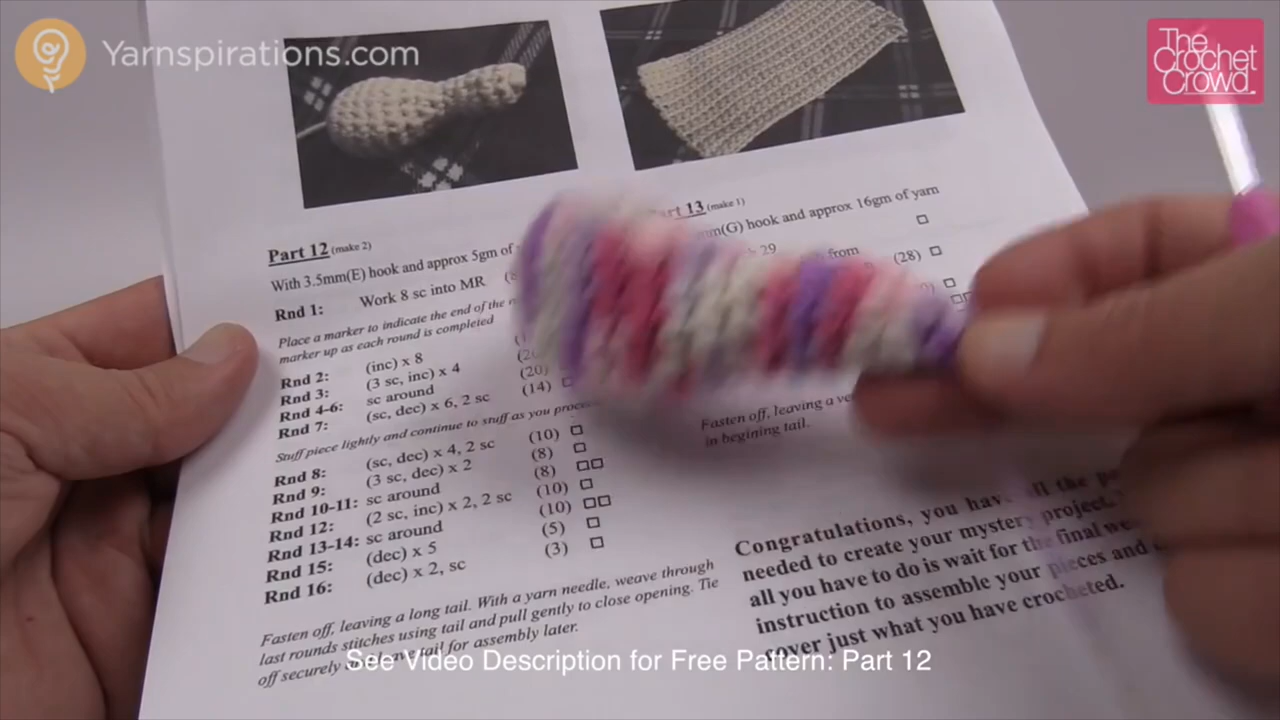 Yarnspirations.com
The
Crochet
Crowd
Part 12 (make 2)
With 3.5mm(E) hook and approx 5gm of
Rnd 1: Work 8 sc into MR
Place a marker to indicate the end of the
marker up as each round is completed
Rnd 2: (inc) x 8
Rnd 3: (3 sc, inc) x 4
Rnd 4-6: sc around (20)
Rnd 7: (sc, dec) x 6, 2 sc (14)
Stuff piece lightly and continue to stuff as you
Rnd 8: (sc, dec) x 4, 2 sc (10)
Rnd 9: (3 sc, dec) x 2 (8)
Rnd 10-11: sc around (8)
Rnd 12: (2 sc, inc) x 2, 2 sc (10)
Rnd 13-14: sc around (10)
Rnd 15: (dec) x 5 (5)
Rnd 16: (dec) x 2, sc (3)
Fasten off, leaving a long tail. With a yarn needle, weave through
last rounds stitches using tail and pull gently to close opening. Tie
off securely tail for assembly later.
13 (make 1)
hook and approx 16gm of yarn
29
from (28)
Fasten off, leaving a
in begining tail.
Congratulations, you have all the
needed to create your mystery project.
all you have to do is wait for the final
instruction to assemble your pieces and
cover just what you have crocheted.
See Video Description for Free Pattern: Part 12